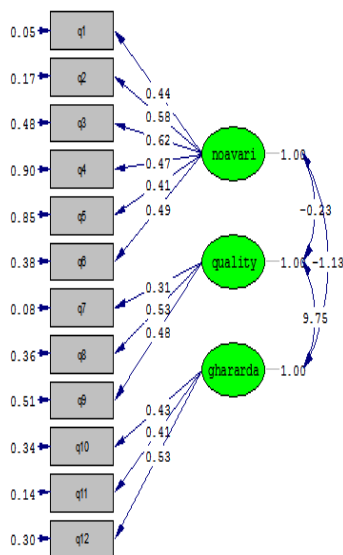 0.05 q1
0.17 q2
0.48 q3
0.90 q4
0.85 q5
0.38 q6
0.08 q7
0.36 q8
0.51 q9
0.34 q10
0.14 q11
0.30 q12
0.44
0.58
0.62
0.47
0.41
0.49
0.31
0.53
0.48
0.43
0.41
0.53
noavari 1.00
quality 1.00
ghararda 1.00
-0.23
-1.13
9.75